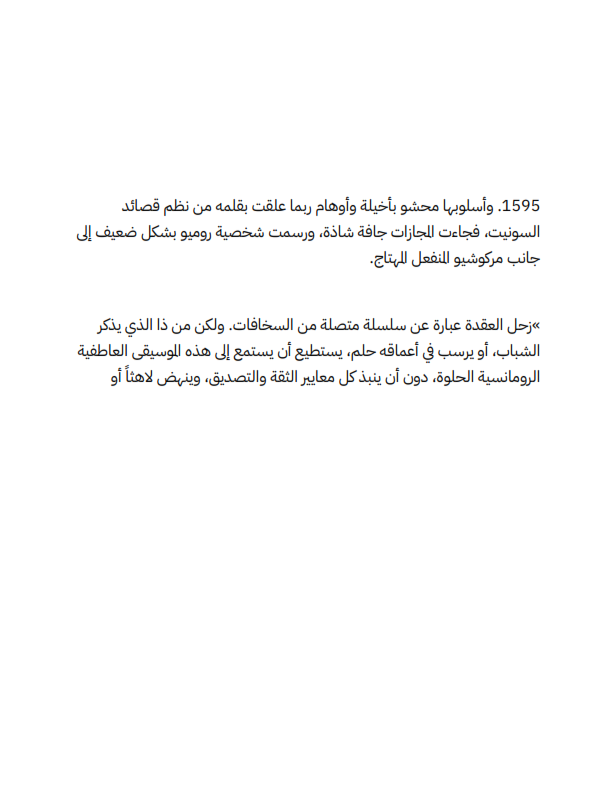 1595. وأسلوبها محشو بأخيلة وأوهام ربما علقت بقلمه من نظم قصائد
السونيت، فجاءت المجازات جافة شاذة، ورسمت شخصية روميو بشكل ضعيف إلى
جانب مركوشيو المنفعل المهتاج.
»زحل العقدة عبارة عن سلسلة متصلة من السخافات. ولكن من ذا الذي يذكر
الشباب، أو يرسب في أعماقه حلم، يستطيع أن يستمع إلى هذه الموسيقى العاطفية
الرومانسية الحلوة، دون أن ينبذ كل معايير الثقة والتصديق، وينهض لاهثاً أو